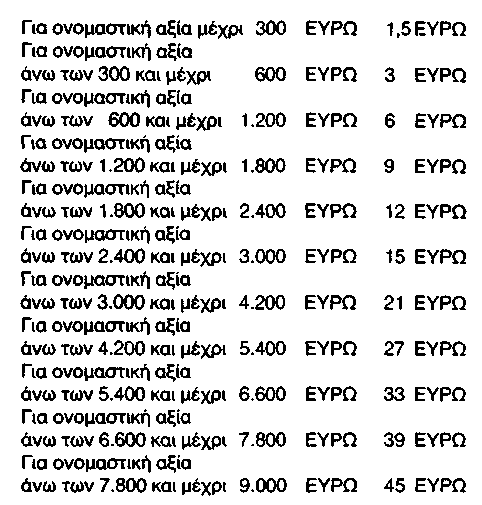 Για ονομαστική αξία μέχρι 300 ΕΥΡΩ 1,5 ΕΥΡΩ
Για ονομαστική αξία
άνω των 300 και μέχρι 600 ΕΥΡΩ 3 ΕΥΡΩ
Για ονομαστική αξία
άνω των 600 και μέχρι 1.200 ΕΥΡΩ 6 ΕΥΡΩ
Για ονομαστική αξία
άνω των 1.200 και μέχρι 1.800 ΕΥΡΩ 9 ΕΥΡΩ
Για ονομαστική αξία
άνω των 1.800 και μέχρι 2.400 ΕΥΡΩ 12 ΕΥΡΩ
Για ονομαστική αξία
άνω των 2.400 και μέχρι 3.000 ΕΥΡΩ 15 ΕΥΡΩ
Για ονομαστική αξία
άνω των 3.000 και μέχρι 4.200 ΕΥΡΩ 21 ΕΥΡΩ
Για ονομαστική αξία
άνω των 4.200 και μέχρι 5.400 ΕΥΡΩ 27 ΕΥΡΩ
Για ονομαστική αξία
άνω των 5.400 και μέχρι 6.600 ΕΥΡΩ 33 ΕΥΡΩ
Για ονομαστική αξία
άνω των 6.600 και μέχρι 7.800 ΕΥΡΩ 39 ΕΥΡΩ
Για ονομαστική αξία
άνω των 7.800 και μέχρι 9.000 ΕΥΡΩ 45 ΕΥΡΩ